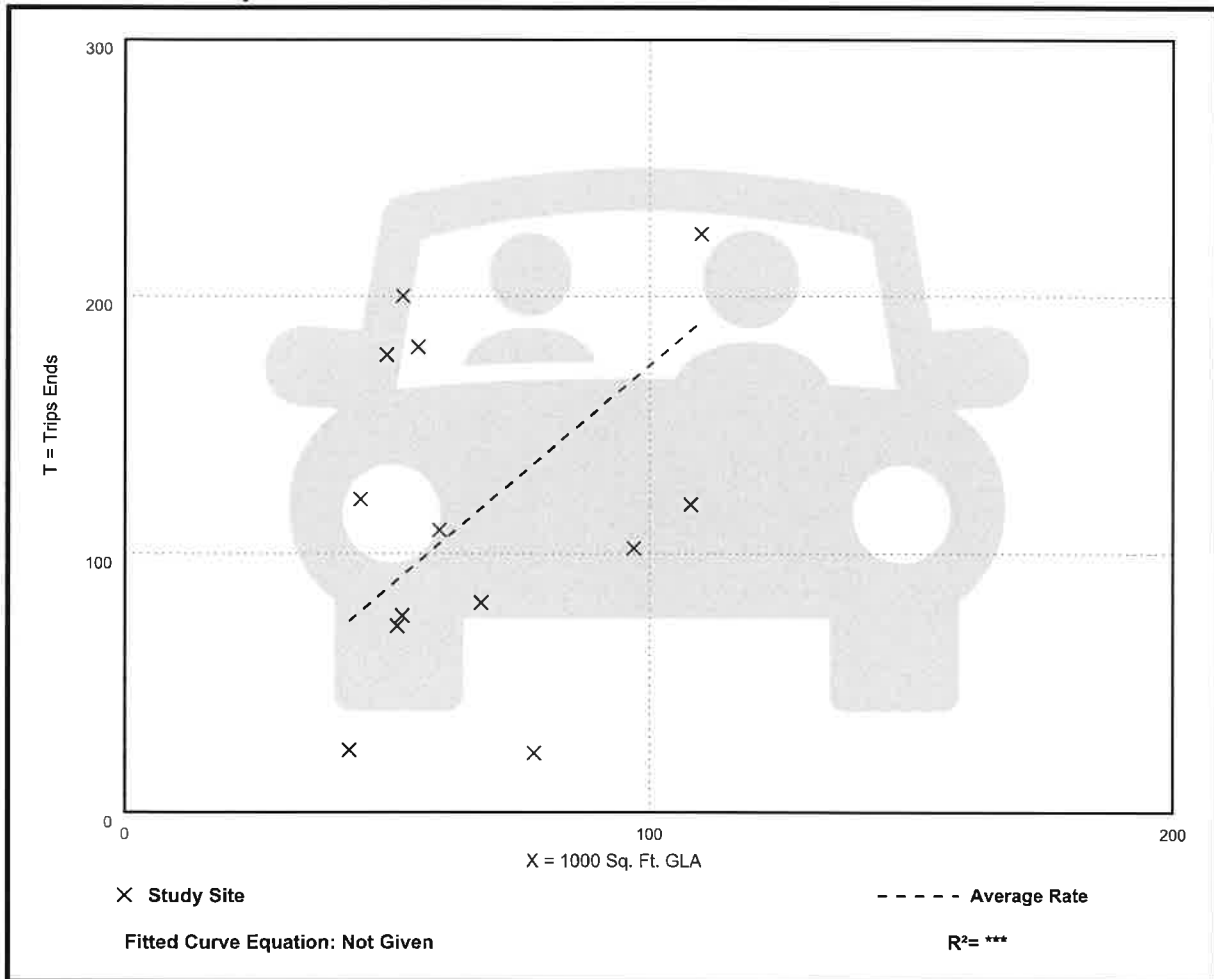 300
200
100
0
T = Trips Ends
0
100
200
X = 1000 Sq. Ft. GLA
× Study Site
- - - - - - Average Rate
Fitted Curve Equation: Not Given
R²= ***